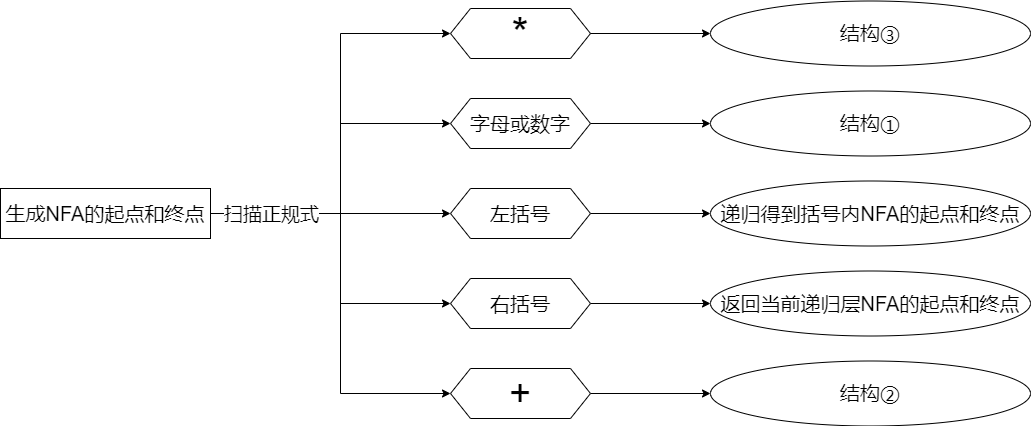 *
结构③
字母或数字
结构①
生成NFA的起点和终点
扫描正规式
左括号
递归得到括号内NFA的起点和终点
右括号
返回当前递归层NFA的起点和终点
+
结构②